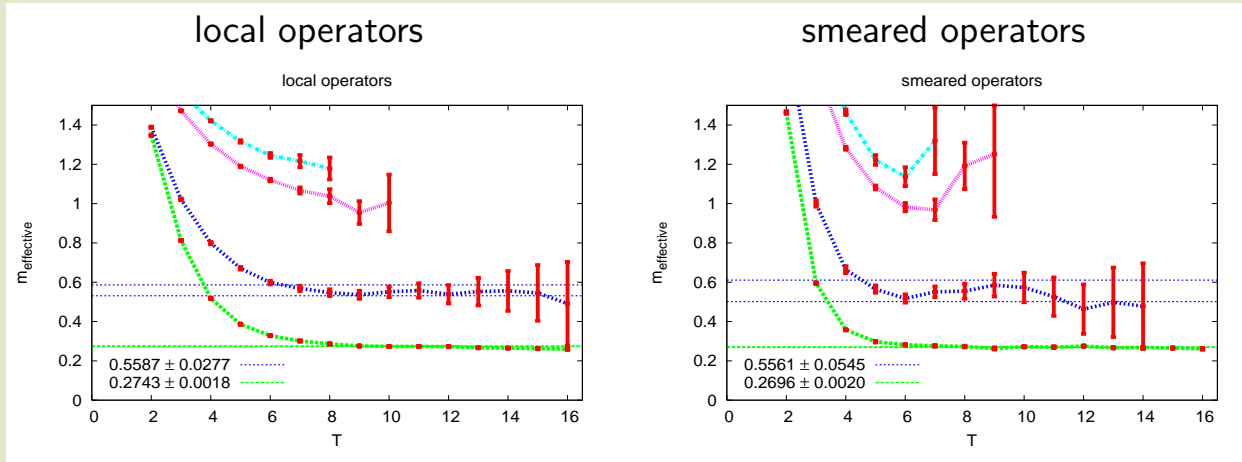 local operators
smeared operators
local operators
m effective
1.4
1.2
1
0.8
0.6
0.4
0.2
0
0.5587 ± 0.0277
0.2743 ± 0.0018
0 2 4 6 8 10 12 14 16
T
smeared operators
m effective
1.4
1.2
1
0.8
0.6
0.4
0.2
0
0.5561 ± 0.0545
0.2696 ± 0.0020
0 2 4 6 8 10 12 14 16
T